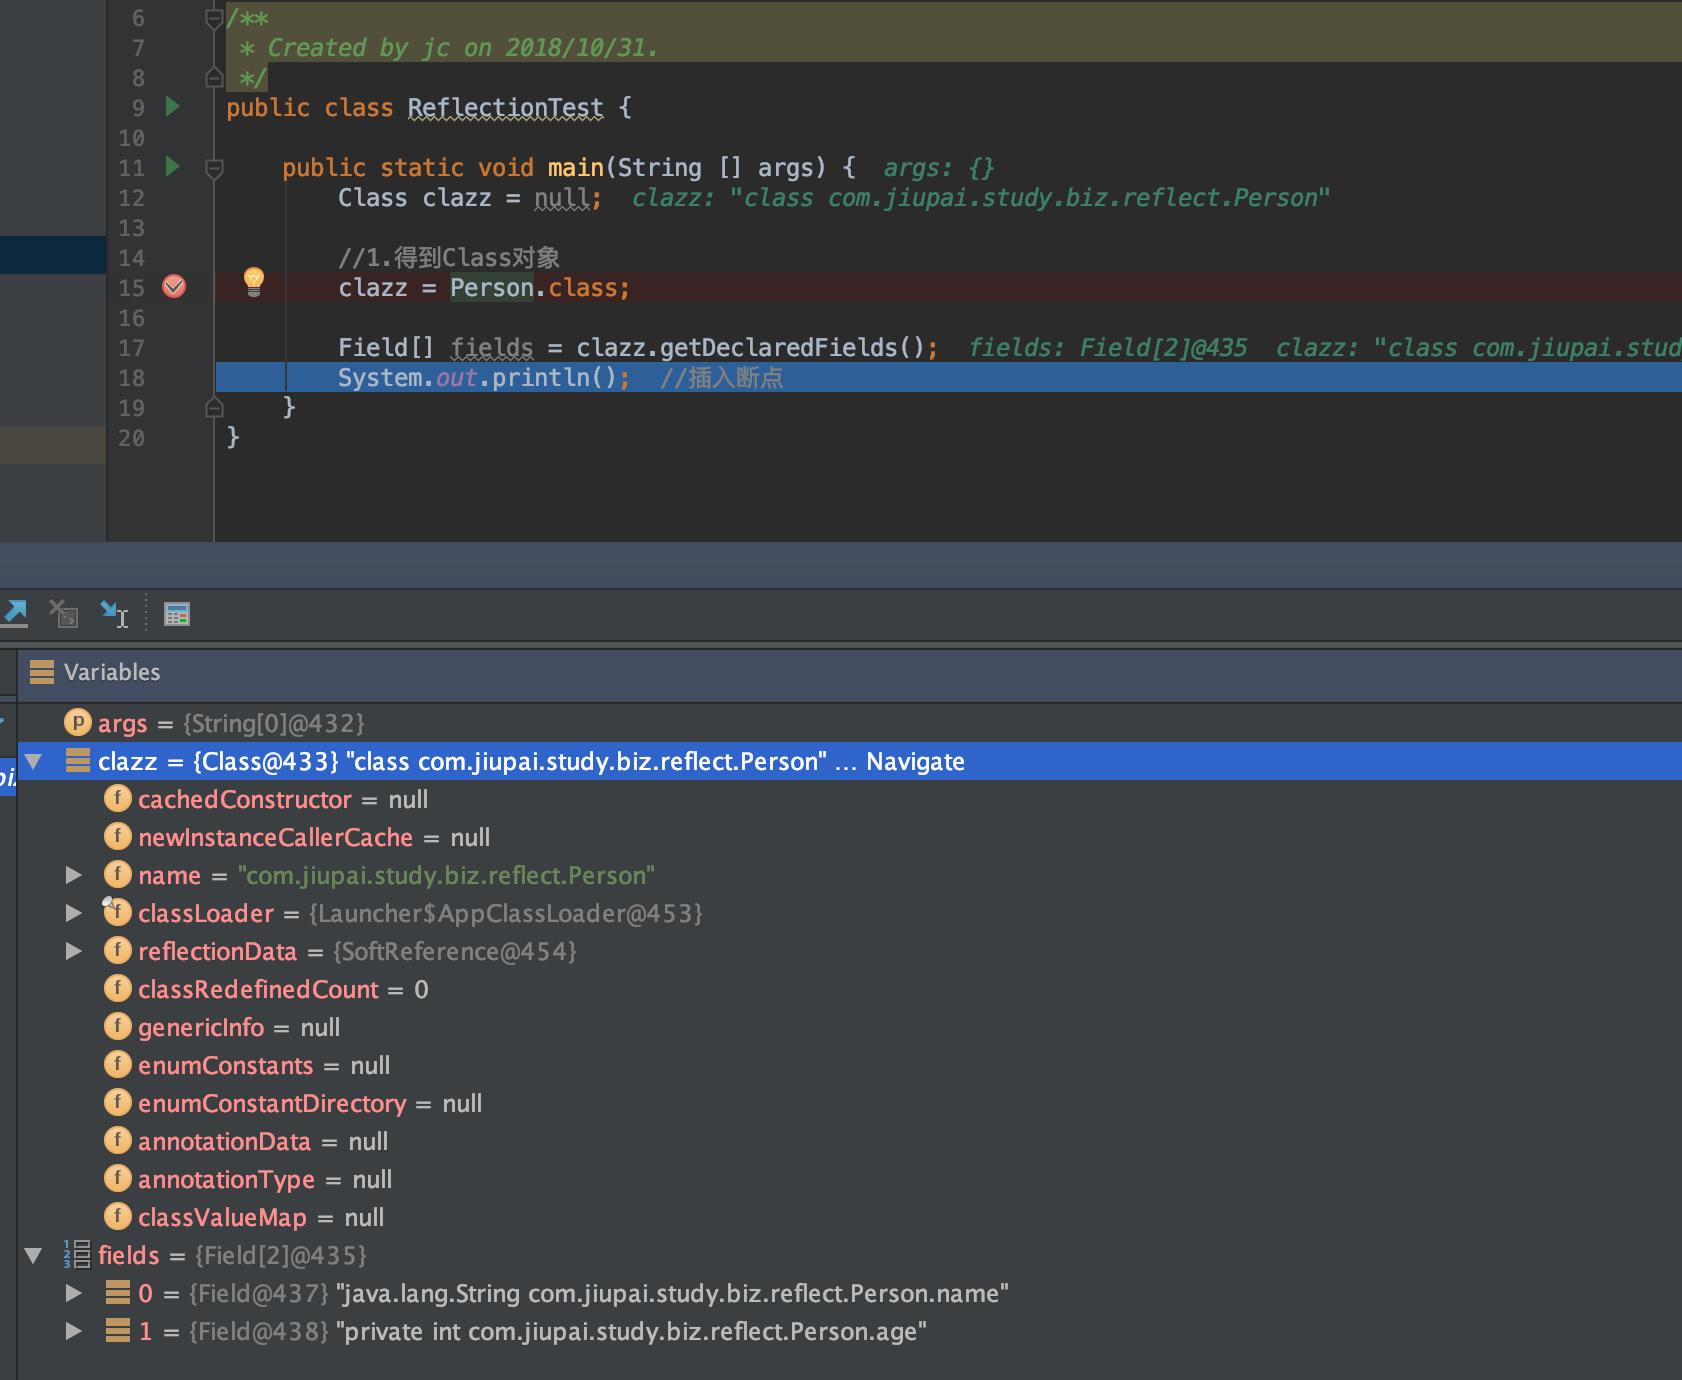 6 /**
7 * Created by jc on 2018/10/31.
8 */
9 public class ReflectionTest {
10
11 public static void main(String [] args) { args: {}
12 Class clazz = null; clazz: "class com.jiupai.study.biz.reflect.Person"
13
14 //1.得到Class对象
15 clazz = Person.class;
16
17 Field[] fields = clazz.getDeclaredFields(); fields: Field[2]@435 clazz: "class com.jiupai.stud
18 System.out.println(); //插入断点
19 }
20 }
Variables
args = {String[0]@432}
clazz = {Class@433} "class com.jiupai.study.biz.reflect.Person" ... Navigate
cachedConstructor = null
newInstanceCallerCache = null
name = "com.jiupai.study.biz.reflect.Person"
classLoader = {Launcher$AppClassLoader@453}
reflectionData = {SoftReference@454}
classRedefinedCount = 0
genericInfo = null
enumConstants = null
enumConstantDirectory = null
annotationData = null
annotationType = null
classValueMap = null
fields = {Field[2]@435}
0 = {Field@437} "java.lang.String com.jiupai.study.biz.reflect.Person.name"
1 = {Field@438} "private int com.jiupai.study.biz.reflect.Person.age"